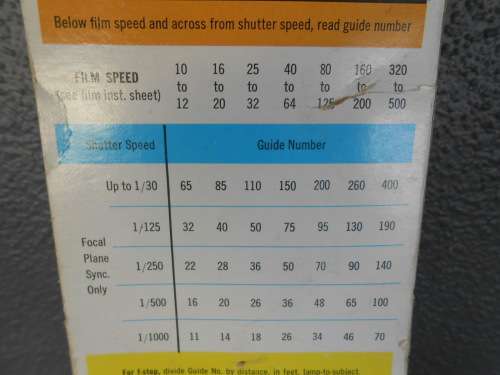 Below film speed and across from shutter speed, read guide number
FILM SPEED 10 16 25 40 80 160 320
(see film inst. sheet) to to to to to to to
12 20 32 64 125 200 500
Shutter Speed Guide Number
Up to 1/30 65 85 110 150 200 260 400
1/125 32 40 50 75 95 130 190
Focal
Plane
Sync.
Only
1/250 22 28 36 50 70 90 140
1/500 16 20 26 36 48 65 100
1/1000 11 14 18 26 34 46 70
For f-stop, divide Guide No. by distance, in feet, lamp-to-subject.